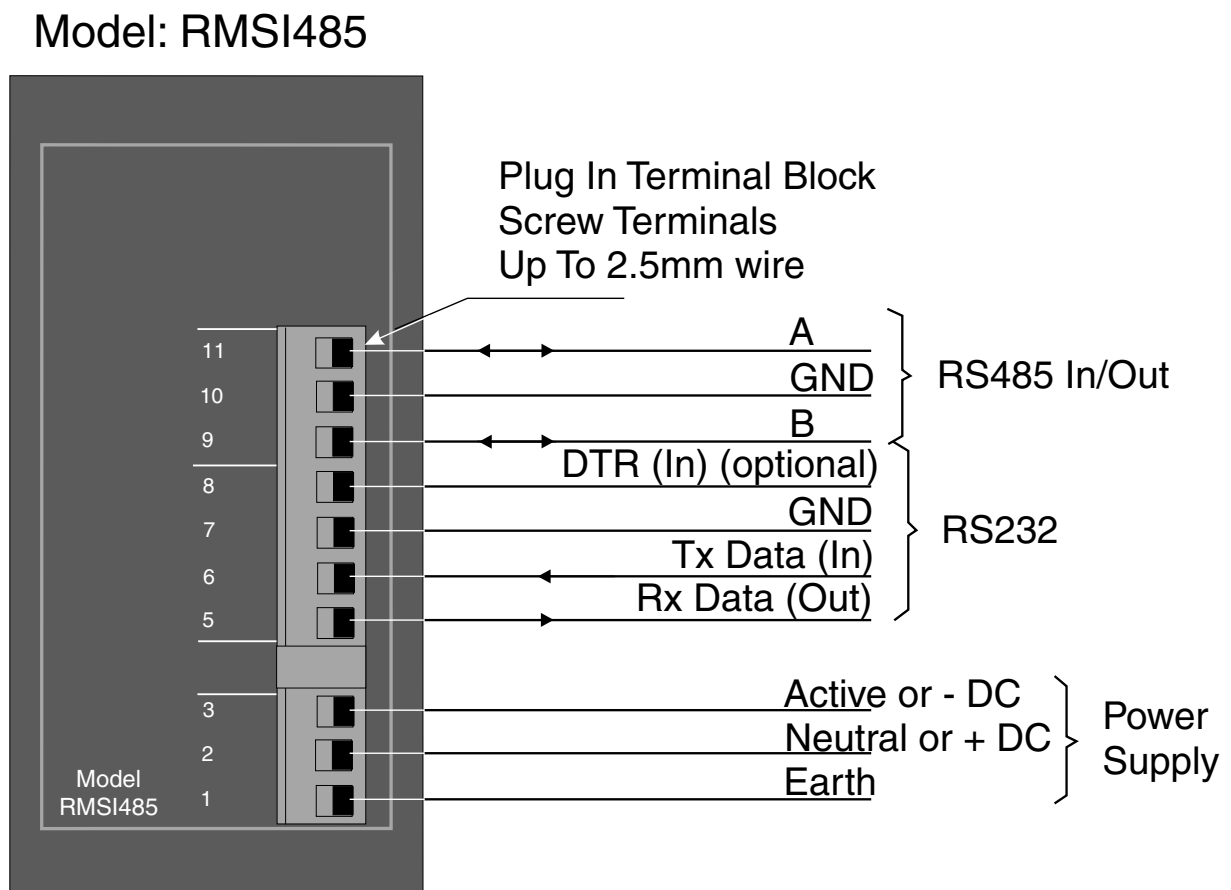 Model: RMSI485
Plug In Terminal Block
Screw Terminals
Up To 2.5mm wire
11
A
10
GND
RS485 In/Out
9
B
8
DTR (In) (optional)
7
GND
RS232
6
Tx Data (In)
5
Rx Data (Out)
3
Active or - DC
2
Neutral or + DC
1
Earth
Power
Supply
Model
RMSI485